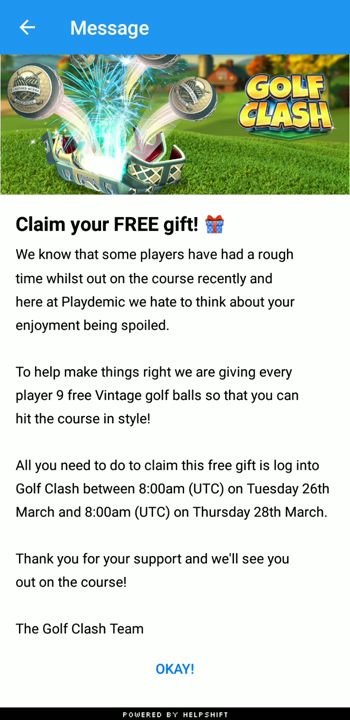 Message
GOLF
CLASH
Claim your FREE gift! 🎁
We know that some players have had a rough
time whilst out on the course recently and
here at Playdemic we hate to think about your
enjoyment being spoiled.
To help make things right we are giving every
player 9 free Vintage golf balls so that you can
hit the course in style!
All you need to do to claim this free gift is log into
Golf Clash between 8:00am (UTC) on Tuesday 26th
March and 8:00am (UTC) on Thursday 28th March.
Thank you for your support and we'll see you
out on the course!
The Golf Clash Team
OKAY!
POWERED BY HELPSHIFT